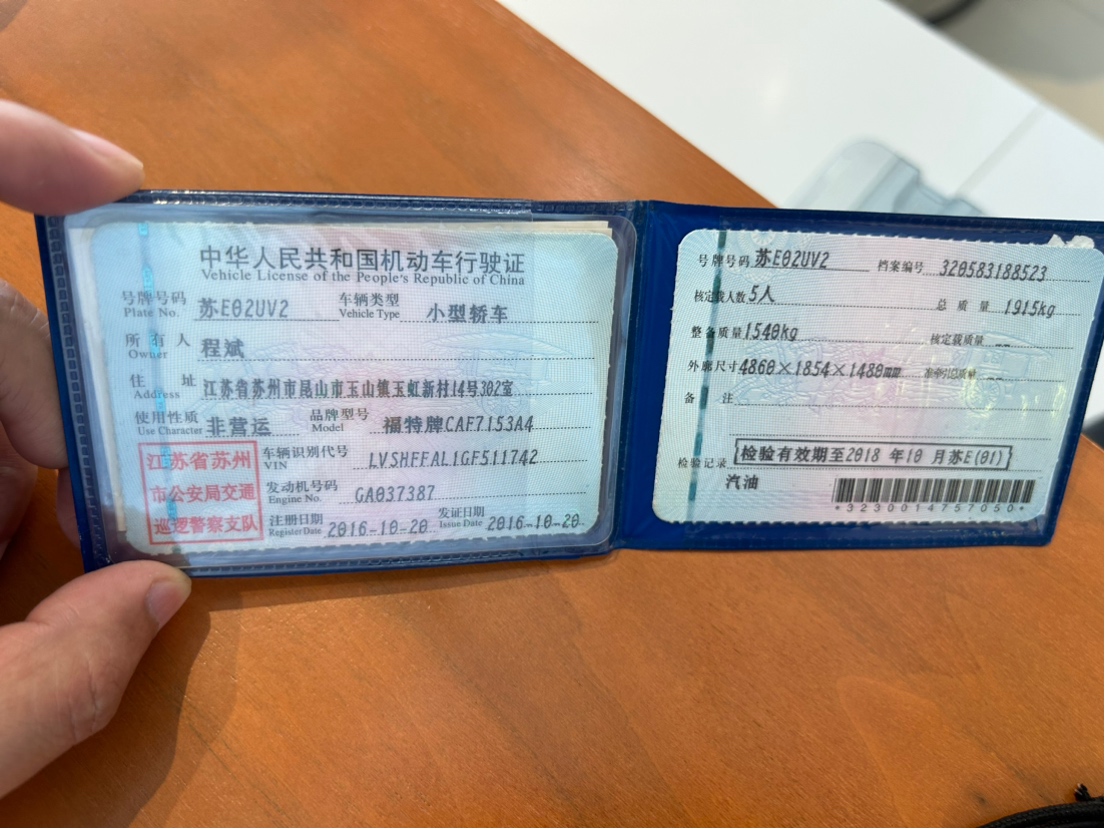 中华人民共和国机动车行驶证
Vehicle License of the People's Republic of China
号牌号码 苏E02UV2 车辆类型 小型轿车
Plate No. Vehicle Type
所有人 程斌
Owner
住址 江苏省苏州市昆山市玉山镇玉虹新村14号302室
Address
使用性质 非营运 品牌型号 福特牌CAF7153A4
Use Character Model
江苏省苏州
市公安局交通
巡逻警察支队
车辆识别代号 LVSHFFAL1GF511742
VIN
发动机号码 GA037387
Engine No.
注册日期 2016-10-20 发证日期 2016-10-20
Register Date Issue Date
号牌号码 苏E02UV2 档案编号 320583188523
核定载人数 5人 总质量 1915kg
整备质量 1540kg 核定载质量 --
外廓尺寸 4860×1854×1480mm 准牵引总质量 --
备注
检验记录 检验有效期至2018 年10 月苏E(01)
汽油
*3230014757050*